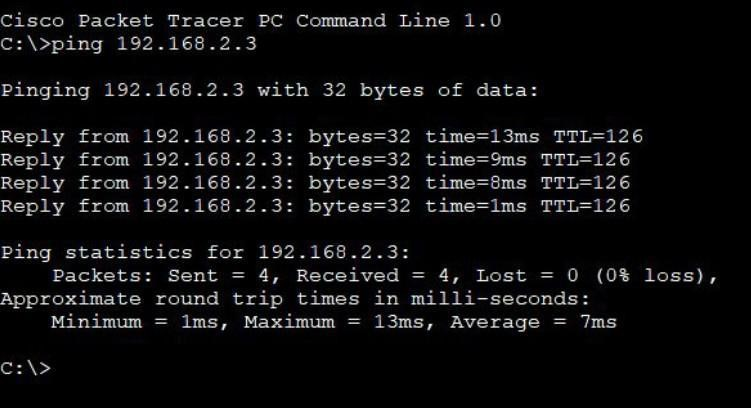 Cisco Packet Tracer PC Command Line 1.0
C:\>ping 192.168.2.3
Pinging 192.168.2.3 with 32 bytes of data:
Reply from 192.168.2.3: bytes=32 time=13ms TTL=126
Reply from 192.168.2.3: bytes=32 time=9ms TTL=126
Reply from 192.168.2.3: bytes=32 time=8ms TTL=126
Reply from 192.168.2.3: bytes=32 time=1ms TTL=126
Ping statistics for 192.168.2.3:
Packets: Sent = 4, Received = 4, Lost = 0 (0% loss),
Approximate round trip times in milli-seconds:
Minimum = 1ms, Maximum = 13ms, Average = 7ms
C:\>